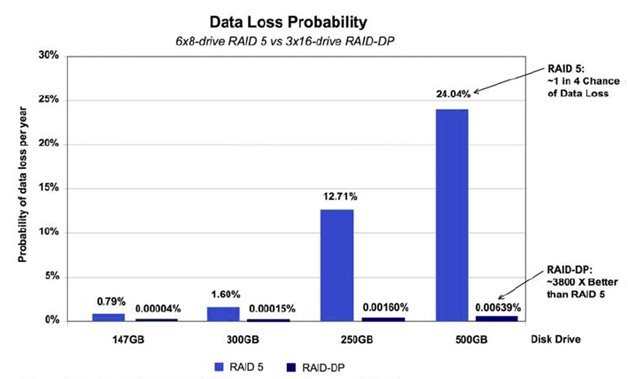 Data Loss Probability
6x8-drive RAID 5 vs 3x16-drive RAID-DP
Probability of data loss per year
30%
25%
20%
15%
10%
5%
0%
0.79%
0.00004%
1.60%
0.00015%
12.71%
0.00160%
24.04%
0.00639%
RAID 5:
~1 in 4 Chance
of Data Loss
RAID-DP:
~3800 X Better
than RAID 5
147GB
300GB
250GB
500GB
Disk Drive
RAID 5
RAID-DP